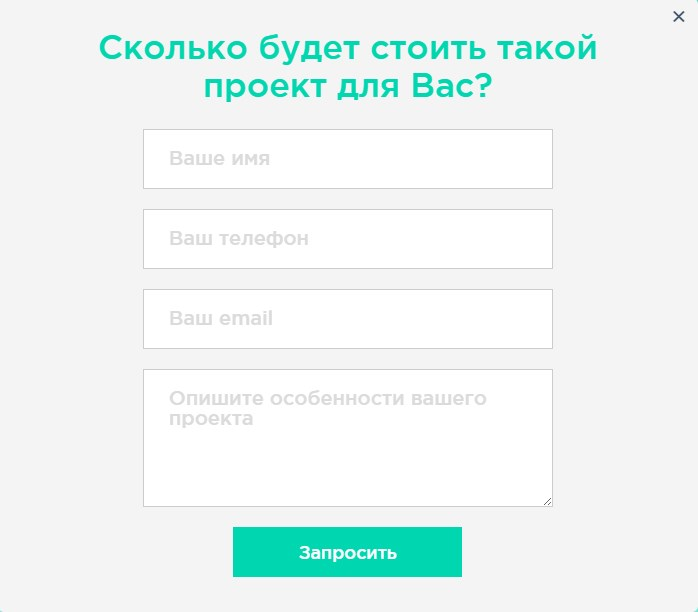 Сколько будет стоить такой
проект для Вас?
Ваше имя
Ваш телефон
Ваш email
Опишите особенности вашего
проекта
Запросить